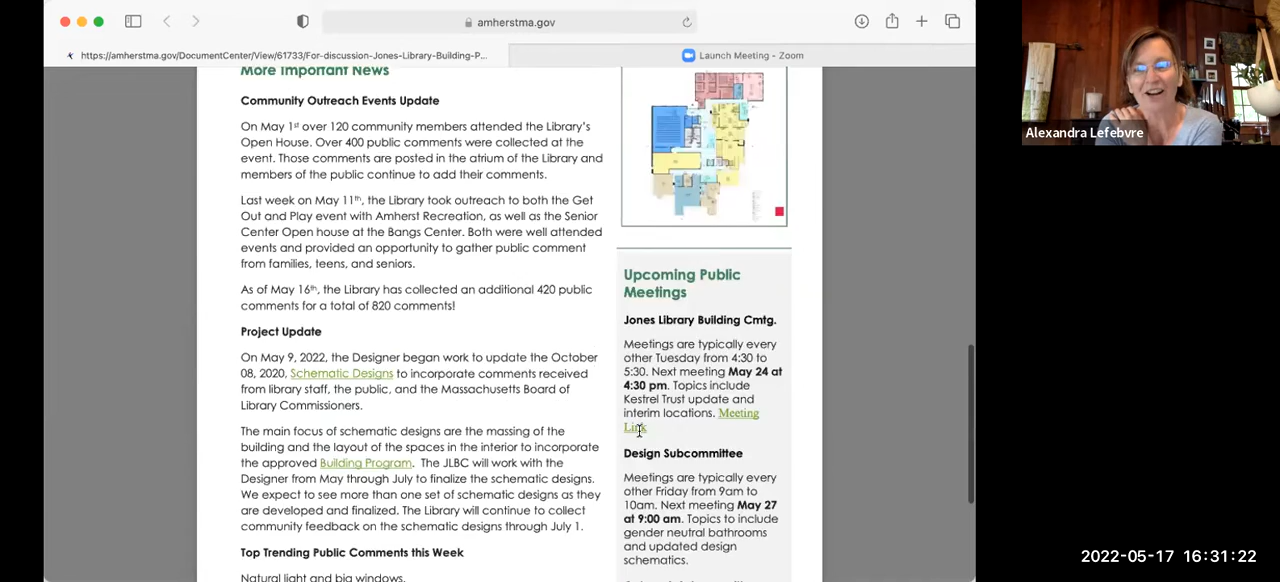 amherstma.gov
https://amherstma.gov/DocumentCenter/View/61733/For-discussion-Jones-Library-Building-P...
Launch Meeting - Zoom
More Important News
Community Outreach Events Update
On May 1st over 120 community members attended the Library's
Open House. Over 400 public comments were collected at the
event. Those comments are posted in the atrium of the Library and
members of the public continue to add their comments.
Last week on May 11th, the Library took outreach to both the Get
Out and Play event with Amherst Recreation, as well as the Senior
Center Open house at the Bangs Center. Both were well attended
events and provided an opportunity to gather public comment
from families, teens, and seniors.
As of May 16th, the Library has collected an additional 420 public
comments for a total of 820 comments!
Project Update
On May 9, 2022, the Designer began work to update the October
08, 2020, Schematic Designs to incorporate comments received
from library staff, the public, and the Massachusetts Board of
Library Commissioners.
The main focus of schematic designs are the massing of the
building and the layout of the spaces in the interior to incorporate
the approved Building Program. The JLBC will work with the
Designer from May through July to finalize the schematic designs.
We expect to see more than one set of schematic designs as they
are developed and finalized. The Library will continue to collect
community feedback on the schematic designs through July 1.
Top Trending Public Comments this Week
Natural light and big windows.
Upcoming Public
Meetings
Jones Library Building Cmtg.
Meetings are typically every
other Tuesday from 4:30 to
5:30. Next meeting May 24 at
4:30 pm. Topics include
Kestrel Trust update and
interim locations. Meeting
Link
Design Subcommittee
Meetings are typically every
other Friday from 9am to
10am. Next meeting May 27
at 9:00 am. Topics to include
gender neutral bathrooms
and updated design
schematics.
Alexandra Lefebvre
2022-05-17 16:31:22